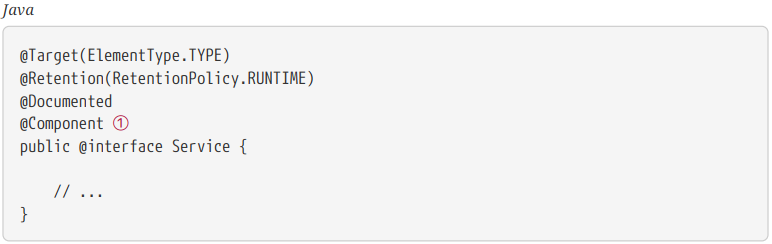 Java
@Target(ElementType.TYPE)
@Retention(RetentionPolicy.RUNTIME)
@Documented
@Component ①
public @interface Service {
    // ...
}